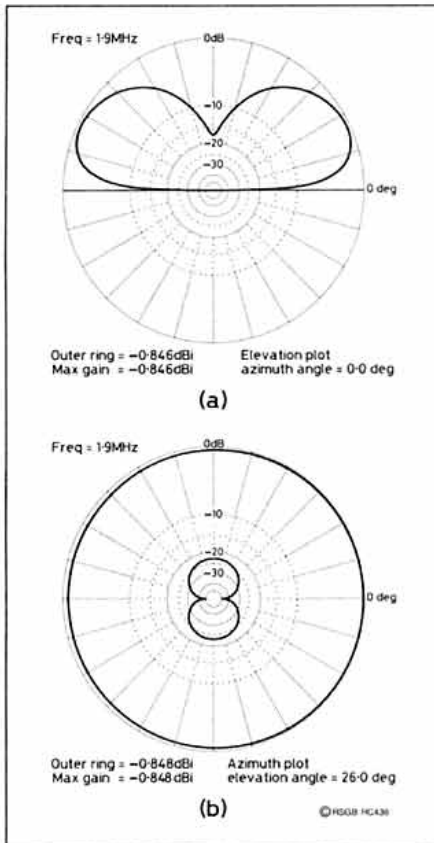 (a)
Freq = 1·9MHz
0dB
-10
-20
-30
0 deg
Outer ring = -0·846dBi
Max gain = -0·846dBi
Elevation plot
azimuth angle = 0·0 deg
(a)
Freq = 1·9MHz
0dB
-10
-20
-30
0 deg
Outer ring = -0·848dBi
Max gain = -0·848dBi
Azimuth plot
elevation angle = 26·0 deg
(b)
© RSGB HC436